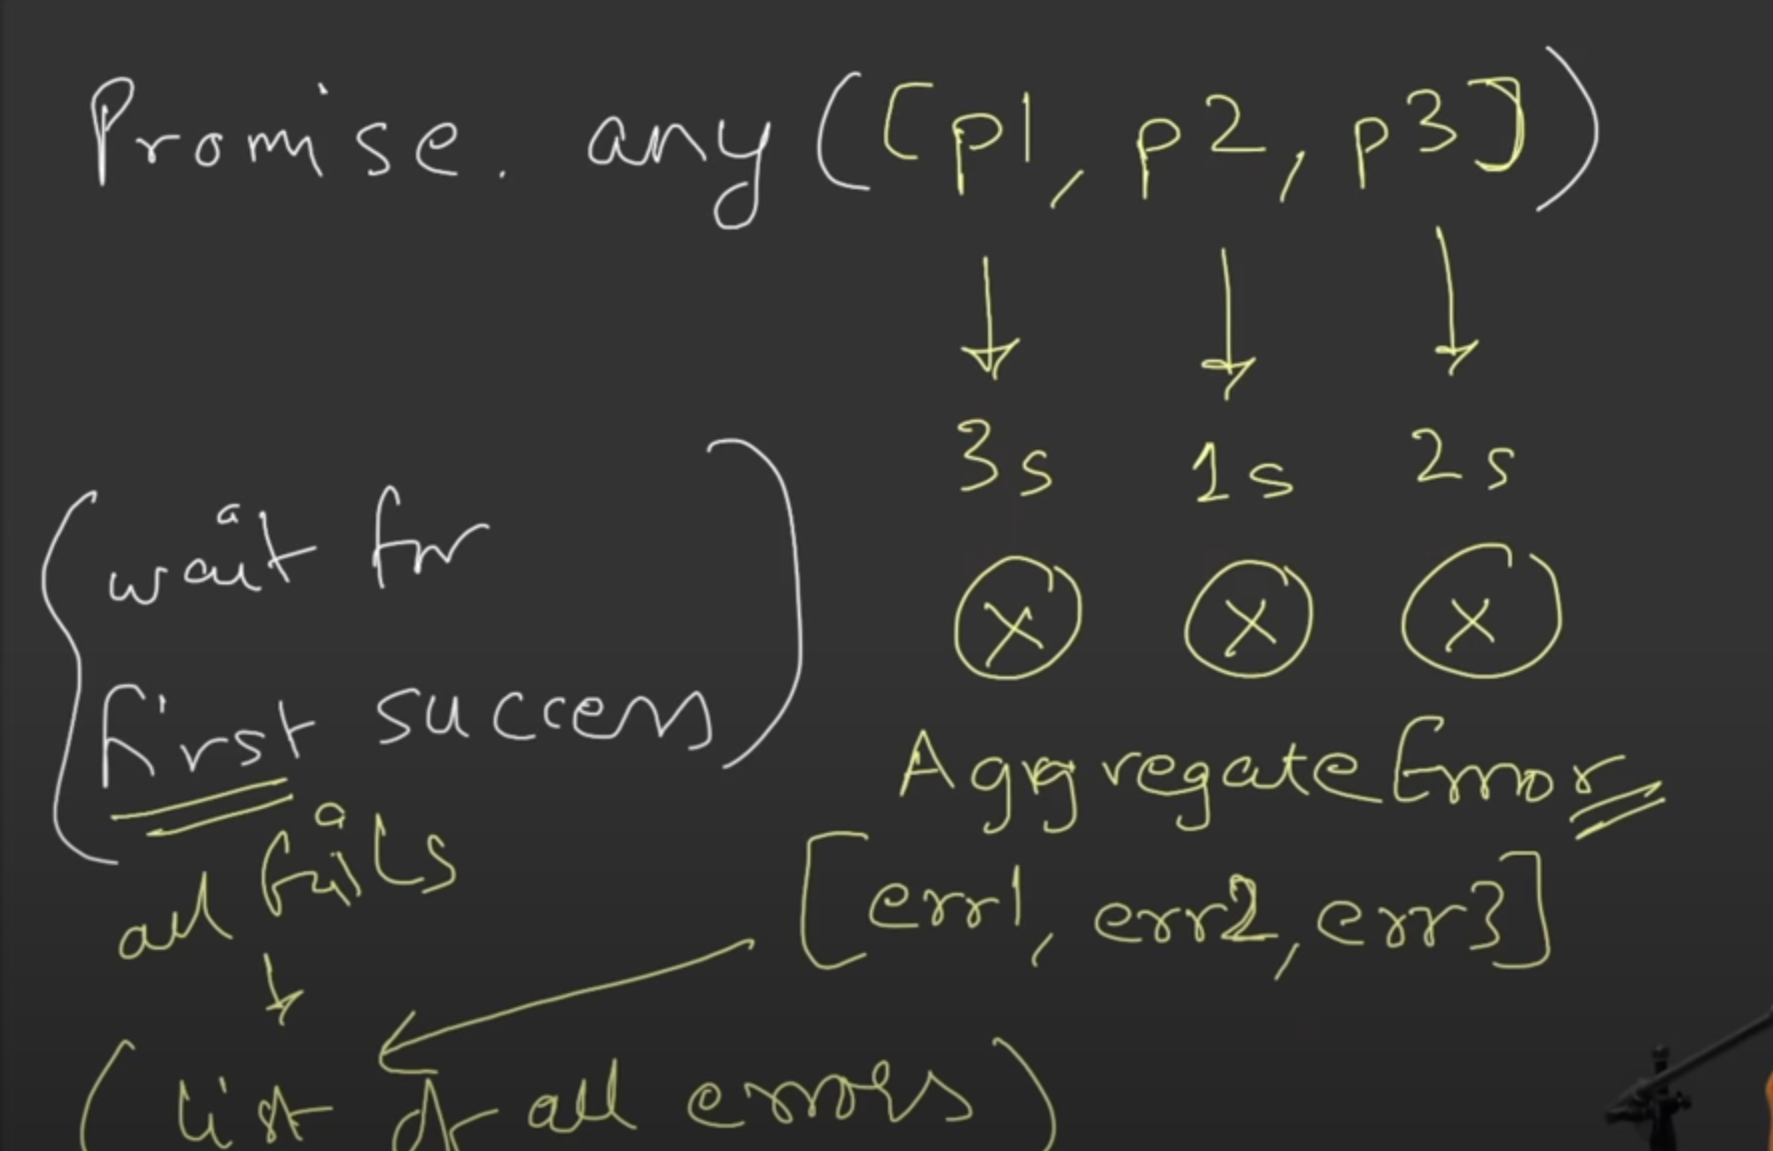 Promise. any([p1, p2, p3])
3s 1s 2s
(wait for
first success)
X X X
AggregateError
all fails
[err1, err2, err3]
(list of all errors)